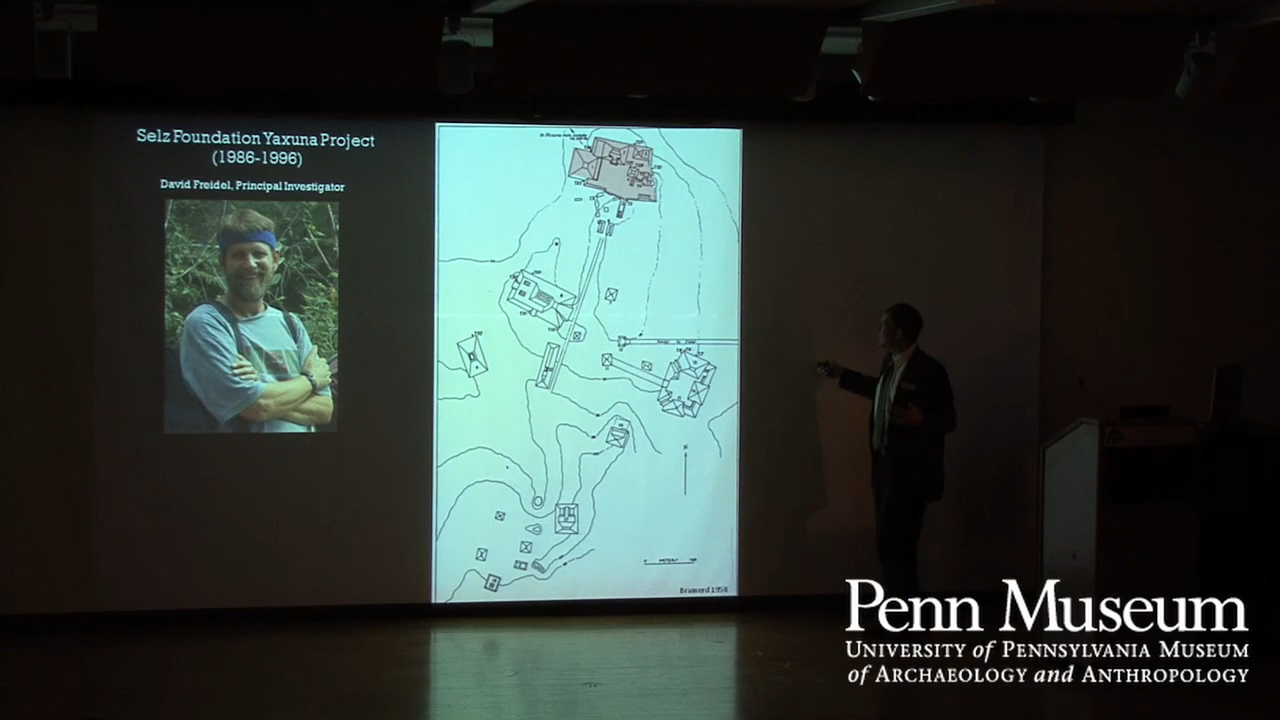 Selz Foundation Yaxuna Project
(1986-1996)
David Freidel, Principal Investigator
Brainerd 1958
Penn Museum
UNIVERSITY of PENNSYLVANIA MUSEUM
of ARCHAEOLOGY and ANTHROPOLOGY